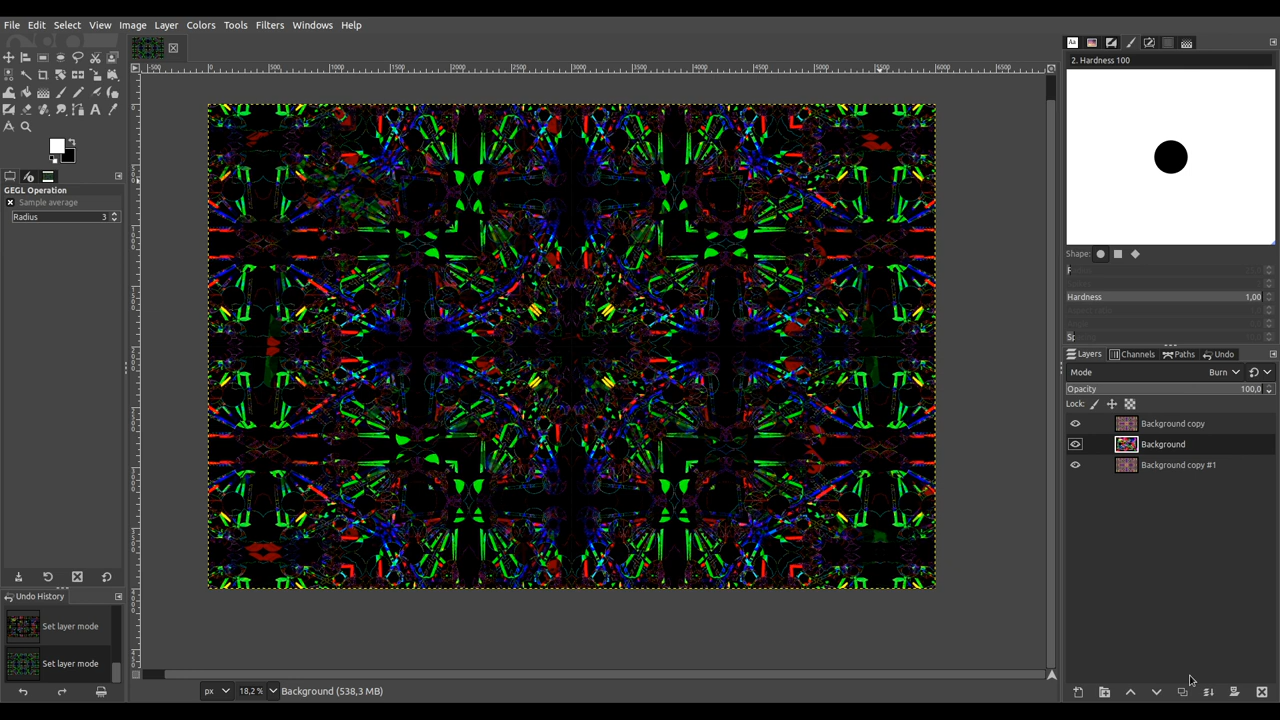 File Edit Select View Image Layer Colors Tools Filters Windows Help
Aa
2. Hardness 100
GEGL Operation
Sample average
Radius 3
Shape:
Hardness 1,00
Layers Channels Paths Undo
Mode Burn
Opacity 100,0
Lock:
Background copy
Background
Background copy #1
Undo History
Set layer mode
Set layer mode
px 18,2 % Background (538,3 MB)